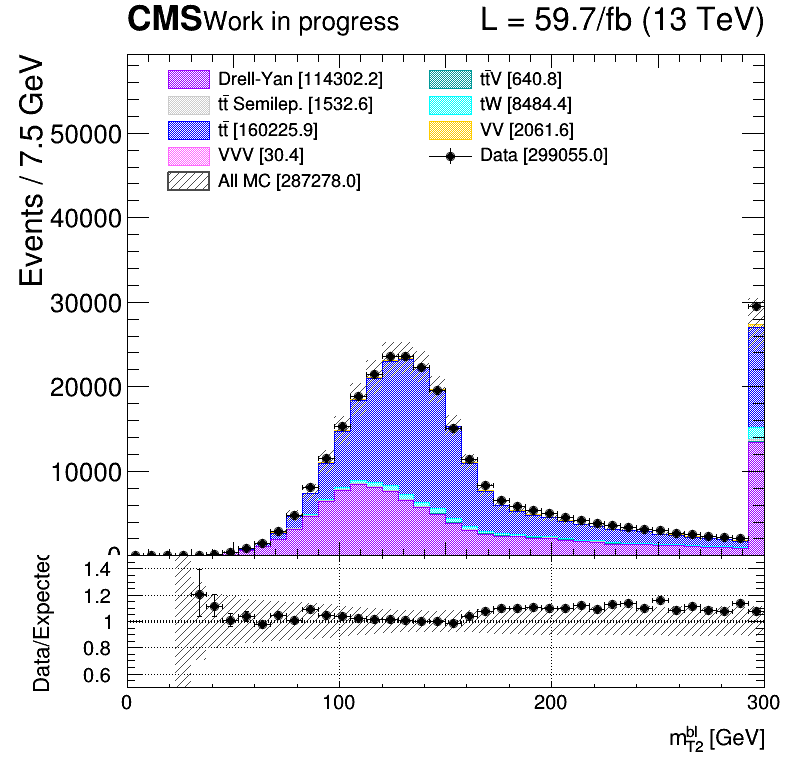 CMS Work in progress L = 59.7/fb (13 TeV)
Events / 7.5 GeV
Drell-Yan [114302.2]
tt̄ Semilep. [1532.6]
tt̄ [160225.9]
VVV [30.4]
All MC [287278.0]
tt̄V [640.8]
tW [8484.4]
VV [2061.6]
Data [299055.0]
50000
40000
30000
20000
10000
0
Data/Expected
1.4
1.2
1
0.8
0.6
0 100 200 300
m_{T2}^{bl} [GeV]